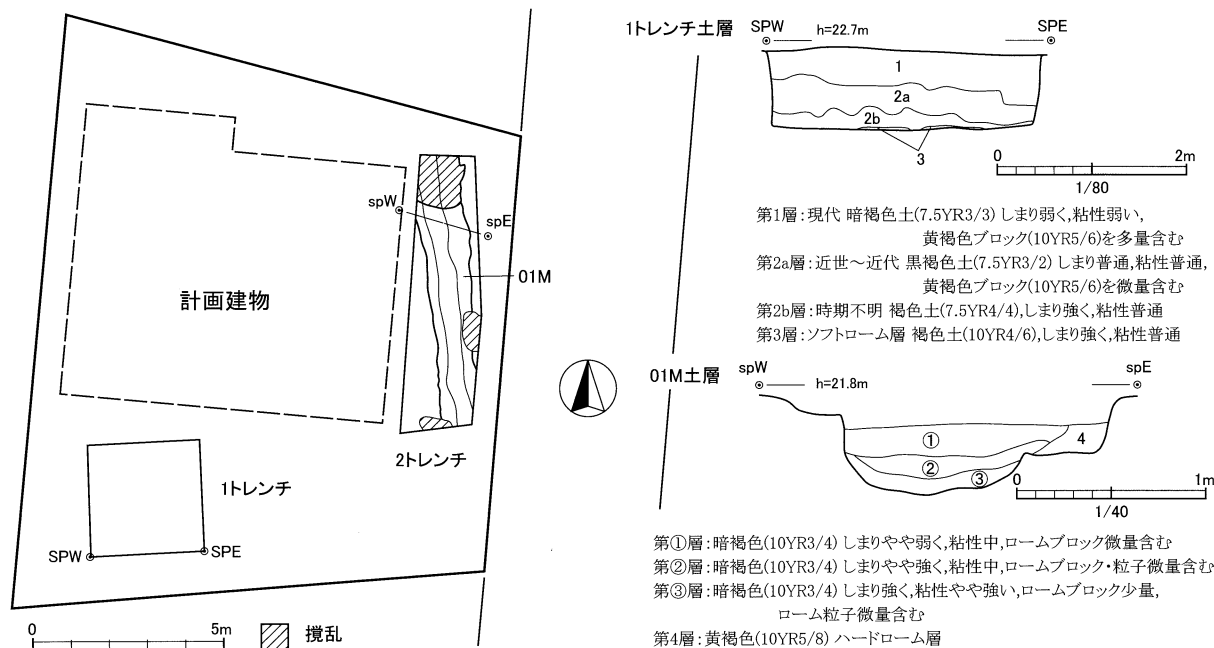 計画建物
spW
spE
01M
2トレンチ
1トレンチ
SPW
SPE
0
5m
撹乱
1トレンチ土層
SPW
h=22.7m
SPE
1
2a
2b
3
0
2m
1/80
第1層:現代 暗褐色土(7.5YR3/3) しまり弱く,粘性弱い,
黄褐色ブロック(10YR5/6)を多量含む
第2a層:近世~近代 黒褐色土(7.5YR3/2) しまり普通,粘性普通,
黄褐色ブロック(10YR5/6)を微量含む
第2b層:時期不明 褐色土(7.5YR4/4),しまり強く,粘性普通
第3層:ソフトローム層 褐色土(10YR4/6),しまり強く,粘性普通
01M土層
spW
h=21.8m
spE
①
②
③
4
0
1m
1/40
第①層:暗褐色(10YR3/4) しまりやや弱く,粘性中,ロームブロック微量含む
第②層:暗褐色(10YR3/4) しまりやや強く,粘性中,ロームブロック・粒子微量含む
第③層:暗褐色(10YR3/4) しまり強く,粘性やや強い,ロームブロック少量,
ローム粒子微量含む
第4層:黄褐色(10YR5/8) ハードローム層